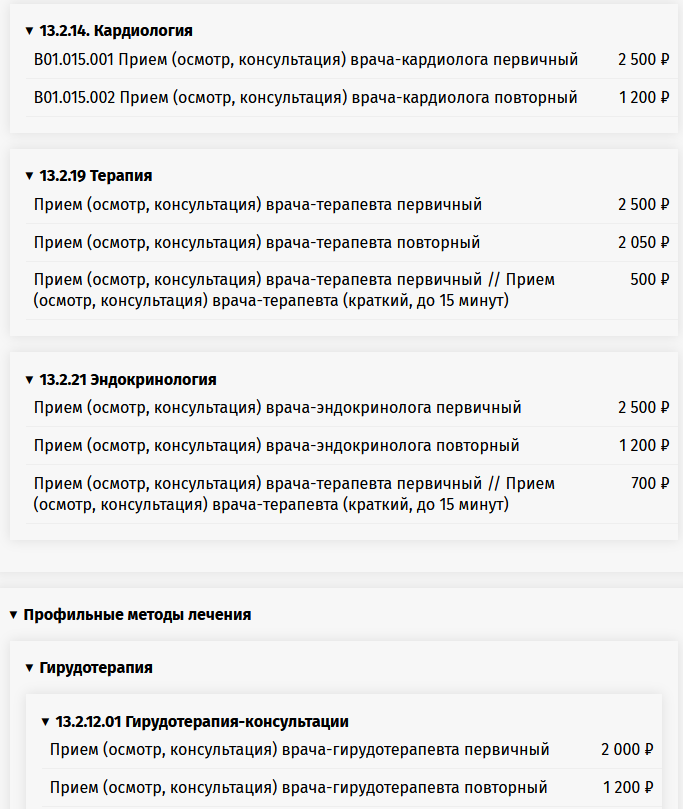 ▼ 13.2.14. Кардиология
B01.015.001 Прием (осмотр, консультация) врача-кардиолога первичный 2 500 ₽
B01.015.002 Прием (осмотр, консультация) врача-кардиолога повторный 1 200 ₽
▼ 13.2.19 Терапия
Прием (осмотр, консультация) врача-терапевта первичный 2 500 ₽
Прием (осмотр, консультация) врача-терапевта повторный 2 050 ₽
Прием (осмотр, консультация) врача-терапевта первичный // Прием 500 ₽
(осмотр, консультация) врача-терапевта (краткий, до 15 минут)
▼ 13.2.21 Эндокринология
Прием (осмотр, консультация) врача-эндокринолога первичный 2 500 ₽
Прием (осмотр, консультация) врача-эндокринолога повторный 1 200 ₽
Прием (осмотр, консультация) врача-терапевта первичный // Прием 700 ₽
(осмотр, консультация) врача-терапевта (краткий, до 15 минут)
▼ Профильные методы лечения
▼ Гирудотерапия
▼ 13.2.12.01 Гирудотерапия-консультации
Прием (осмотр, консультация) врача-гирудотерапевта первичный 2 000 ₽
Прием (осмотр, консультация) врача-гирудотерапевта повторный 1 200 ₽